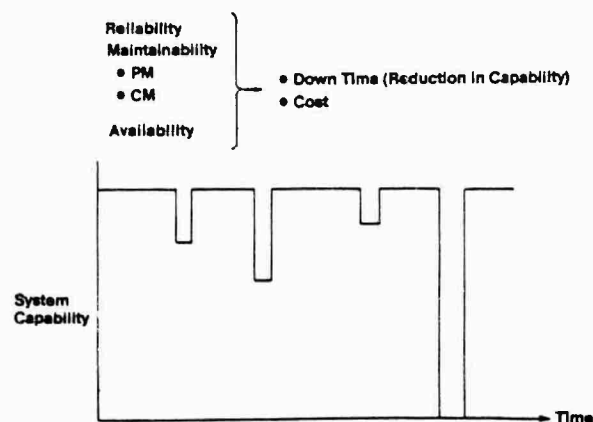 Reliability
Maintainability
• PM
• CM
Availability
• Down Time (Reduction in Capability)
• Cost
System
Capability
Time